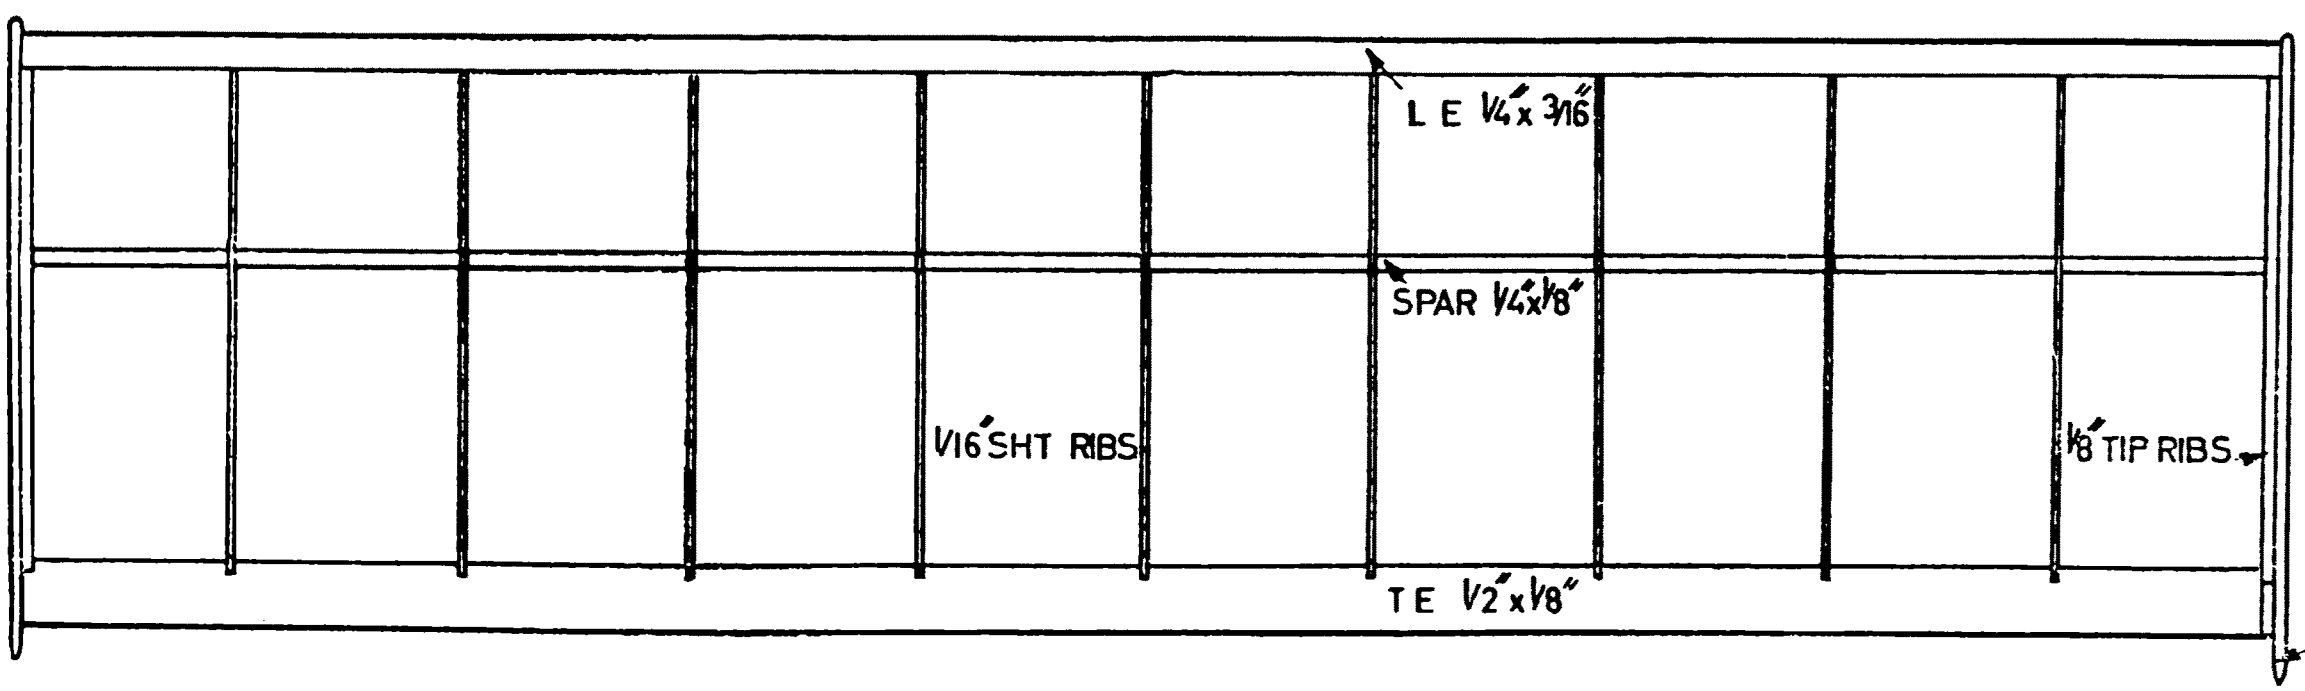 L E 1/4" x 3/16"
SPAR 1/4"x1/8"
1/16" SHT RIBS
1/8" TIP RIBS
T E 1/2"x1/8"